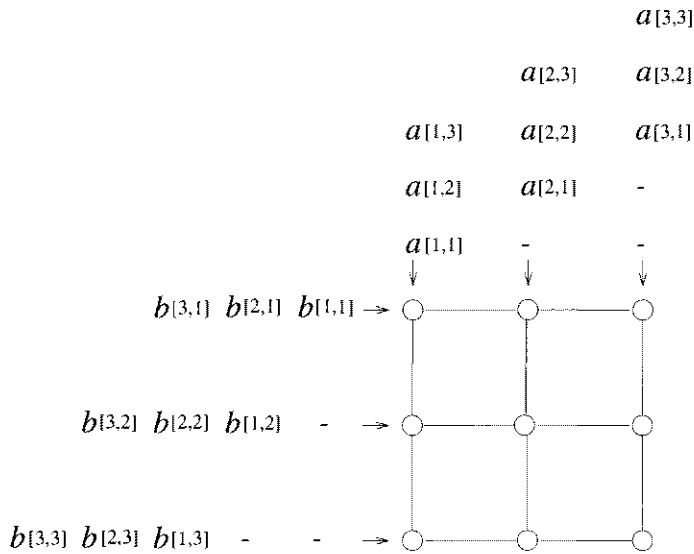 a[3,3]
a[2,3] a[3,2]
a[1,3] a[2,2] a[3,1]
a[1,2] a[2,1] -
a[1,1] - -
b[3,1] b[2,1] b[1,1]
b[3,2] b[2,2] b[1,2] -
b[3,3] b[2,3] b[1,3] - -